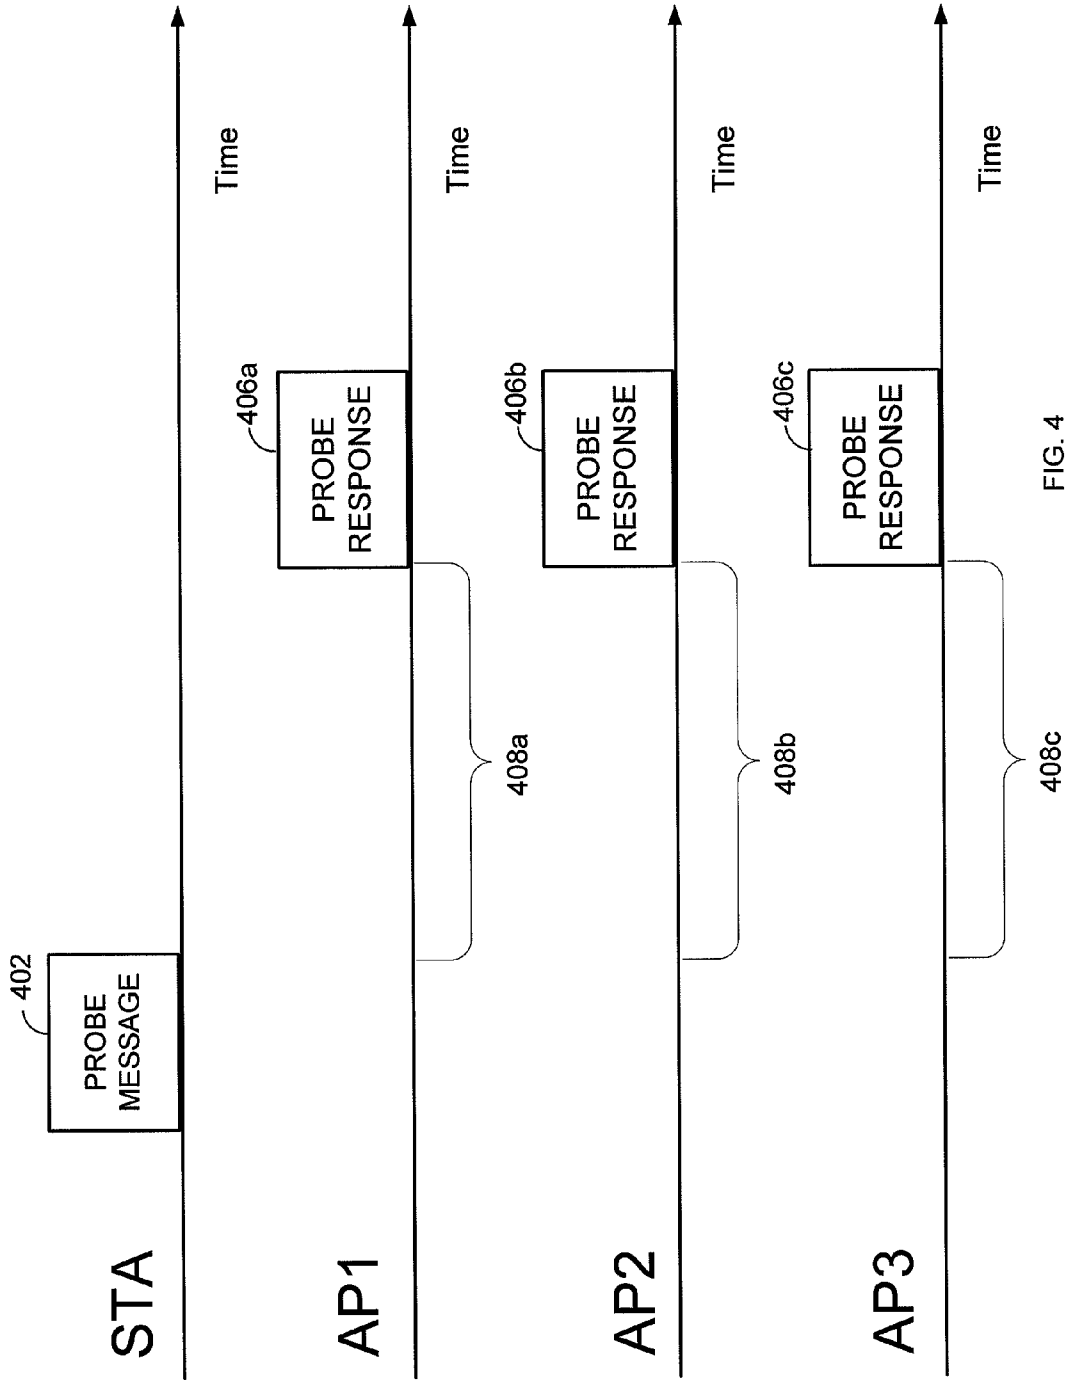 STA
402
PROBE
MESSAGE
Time
AP1
406a
PROBE
RESPONSE
408a
Time
AP2
406b
PROBE
RESPONSE
408b
Time
AP3
406c
PROBE
RESPONSE
408c
Time
FIG. 4